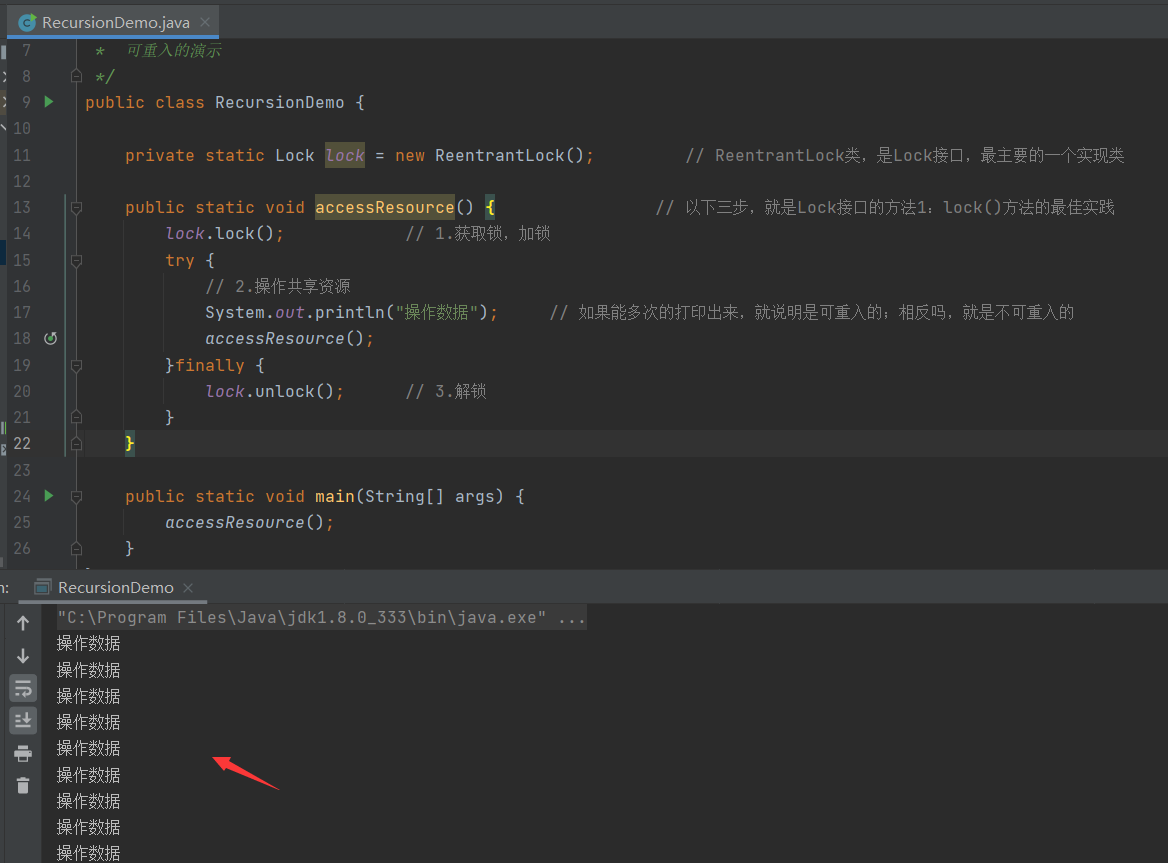 RecursionDemo.java
7 * 可重入的演示
8 */
9 public class RecursionDemo {
10
11 private static Lock lock = new ReentrantLock(); // ReentrantLock类，是Lock接口，最主要的一个实现类
12
13 public static void accessResource() { // 以下三步，就是Lock接口的方法1：lock()方法的最佳实践
14 lock.lock(); // 1.获取锁，加锁
15 try {
16 // 2.操作共享资源
17 System.out.println("操作数据"); // 如果能多次的打印出来，就说明是可重入的；相反吗，就是不可重入的
18 accessResource();
19 }finally {
20 lock.unlock(); // 3.解锁
21 }
22 }
23
24 public static void main(String[] args) {
25 accessResource();
26 }
RecursionDemo
"C:\Program Files\Java\jdk1.8.0_333\bin\java.exe" ...
操作数据
操作数据
操作数据
操作数据
操作数据
操作数据
操作数据
操作数据
操作数据